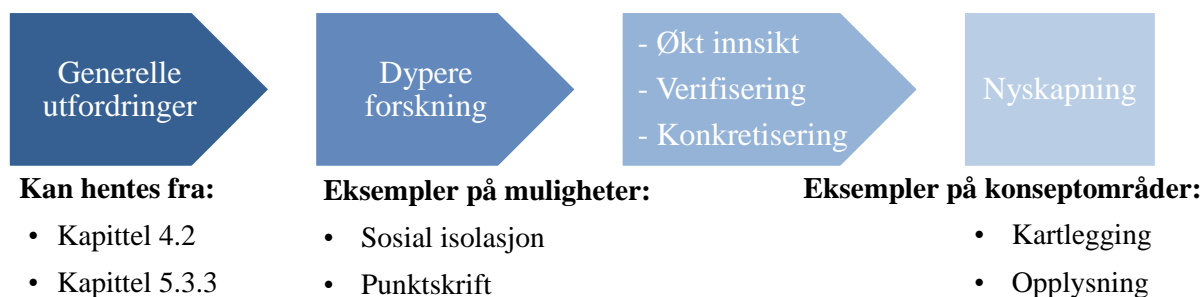 Generelle
utfordringer
Dypere
forskning
- Økt innsikt
- Verifisering
- Konkretisering
Nyskapning
Kan hentes fra:
• Kapittel 4.2
• Kapittel 5.3.3
Eksempler på muligheter:
• Sosial isolasjon
• Punktskrift
Eksempler på konseptområder:
• Kartlegging
• Opplysning